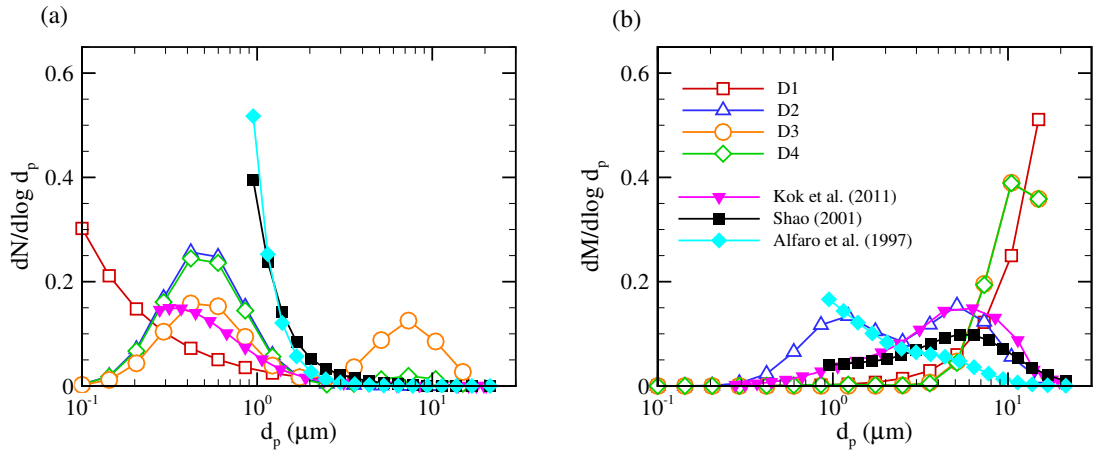 (a)
dN/dlog d_p
0.6
0.4
0.2
0
10^-1
10^0
10^1
d_p (μm)
(b)
dM/dlog d_p
0.6
0.4
0.2
0
10^-1
10^0
10^1
d_p (μm)
D1
D2
D3
D4
Kok et al. (2011)
Shao (2001)
Alfaro et al. (1997)